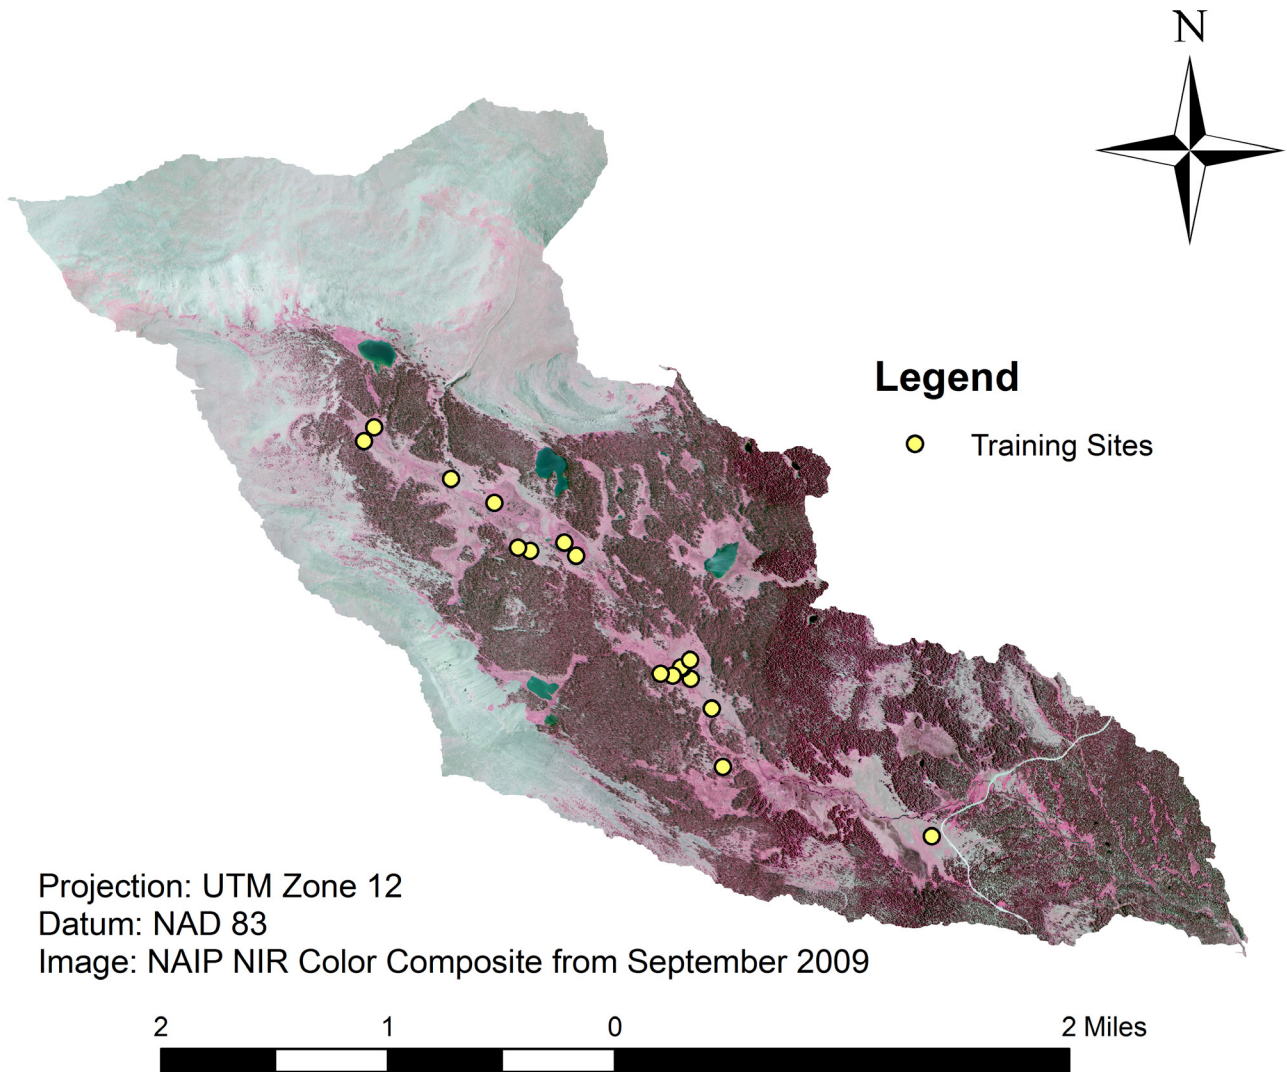 N
Legend
Training Sites
Projection: UTM Zone 12
Datum: NAD 83
Image: NAIP NIR Color Composite from September 2009
2 1 0 2 Miles